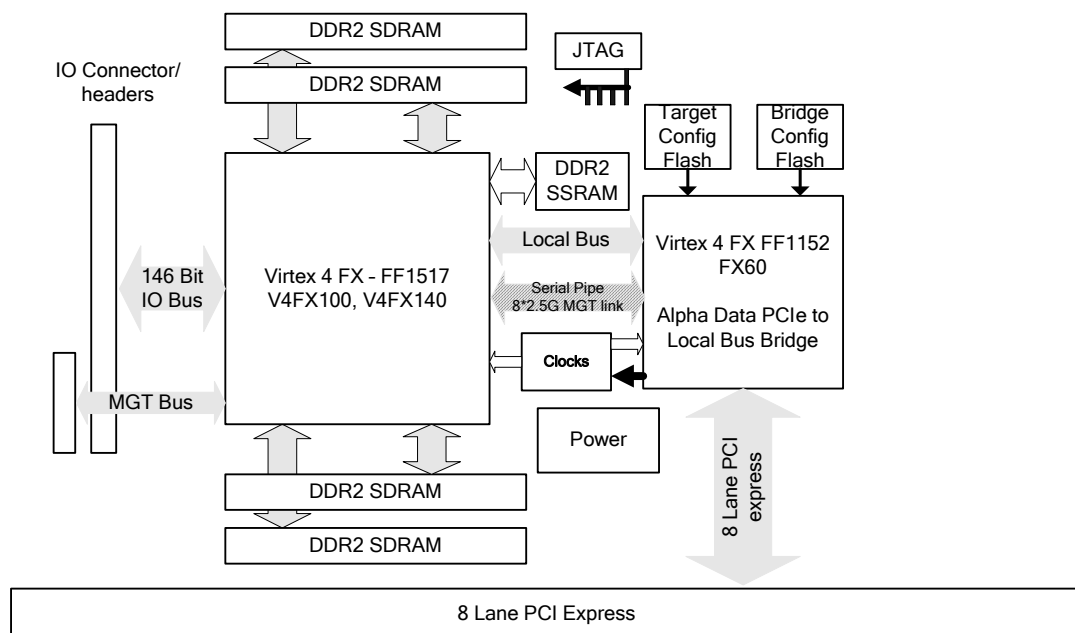 DDR2 SDRAM
DDR2 SDRAM
JTAG
IO Connector/
headers
Target
Config
Flash
Bridge
Config
Flash
DDR2
SSRAM
Local Bus
Virtex 4 FX FF1152
FX60
Alpha Data PCIe to
Local Bus Bridge
146 Bit
IO Bus
Virtex 4 FX - FF1517
V4FX100, V4FX140
Serial Pipe
8*2.5G MGT link
Clocks
MGT Bus
Power
8 Lane PCI
express
DDR2 SDRAM
DDR2 SDRAM
8 Lane PCI Express